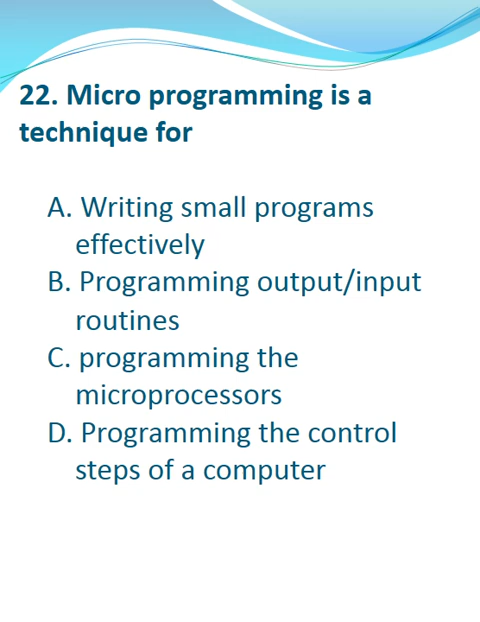 22. Micro programming is a
technique for
A. Writing small programs
effectively
B. Programming output/input
routines
C. programming the
microprocessors
D. Programming the control
steps of a computer